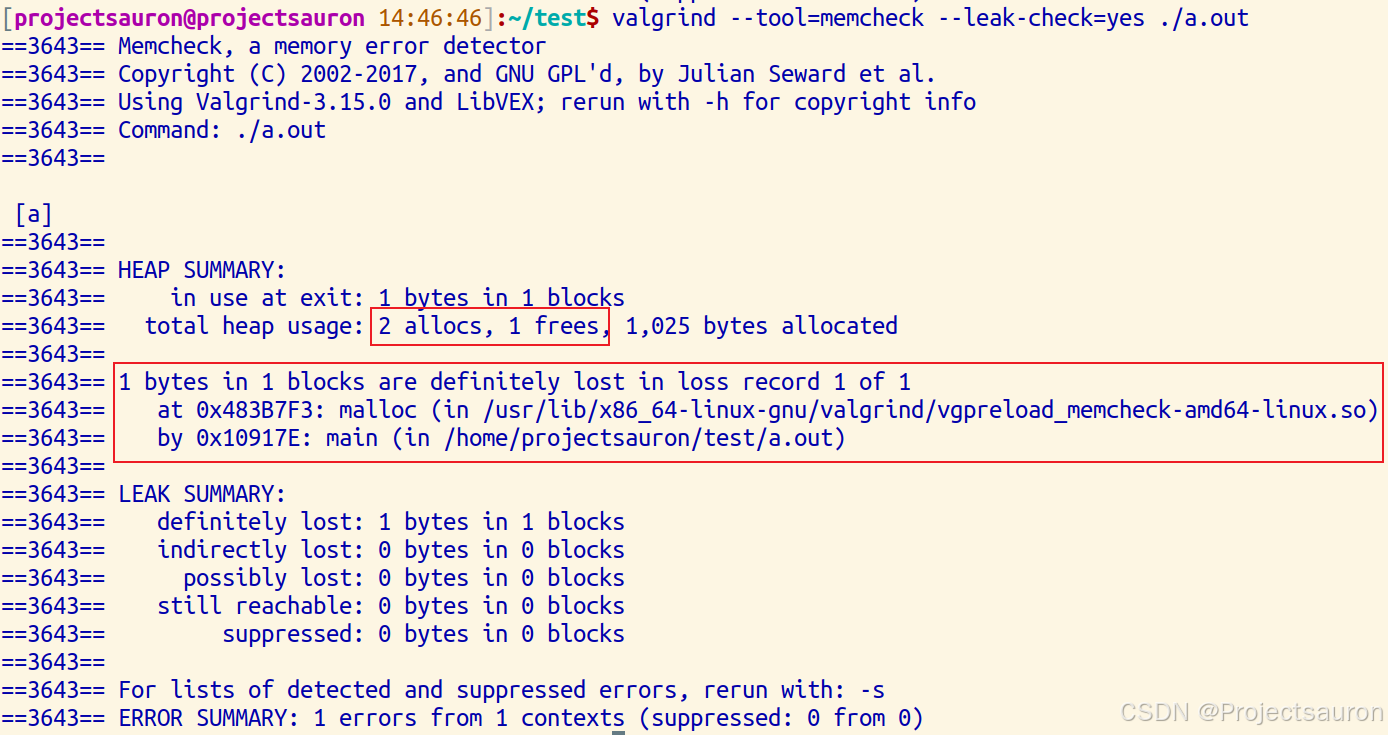 [projectsauron@projectsauron 14:46:46]:~/test$ valgrind --tool=memcheck --leak-check=yes ./a.out
==3643== Memcheck, a memory error detector
==3643== Copyright (C) 2002-2017, and GNU GPL'd, by Julian Seward et al.
==3643== Using Valgrind-3.15.0 and LibVEX; rerun with -h for copyright info
==3643== Command: ./a.out
==3643==
[a]
==3643==
==3643== HEAP SUMMARY:
==3643==     in use at exit: 1 bytes in 1 blocks
==3643==   total heap usage: 2 allocs, 1 frees, 1,025 bytes allocated
==3643==
==3643== 1 bytes in 1 blocks are definitely lost in loss record 1 of 1
==3643==    at 0x483B7F3: malloc (in /usr/lib/x86_64-linux-gnu/valgrind/vgpreload_memcheck-amd64-linux.so)
==3643==    by 0x10917E: main (in /home/projectsauron/test/a.out)
==3643==
==3643== LEAK SUMMARY:
==3643==    definitely lost: 1 bytes in 1 blocks
==3643==    indirectly lost: 0 bytes in 0 blocks
==3643==      possibly lost: 0 bytes in 0 blocks
==3643==    still reachable: 0 bytes in 0 blocks
==3643==         suppressed: 0 bytes in 0 blocks
==3643==
==3643== For lists of detected and suppressed errors, rerun with: -s
==3643== ERROR SUMMARY: 1 errors from 1 contexts (suppressed: 0 from 0)
CSDN @Projectsauron